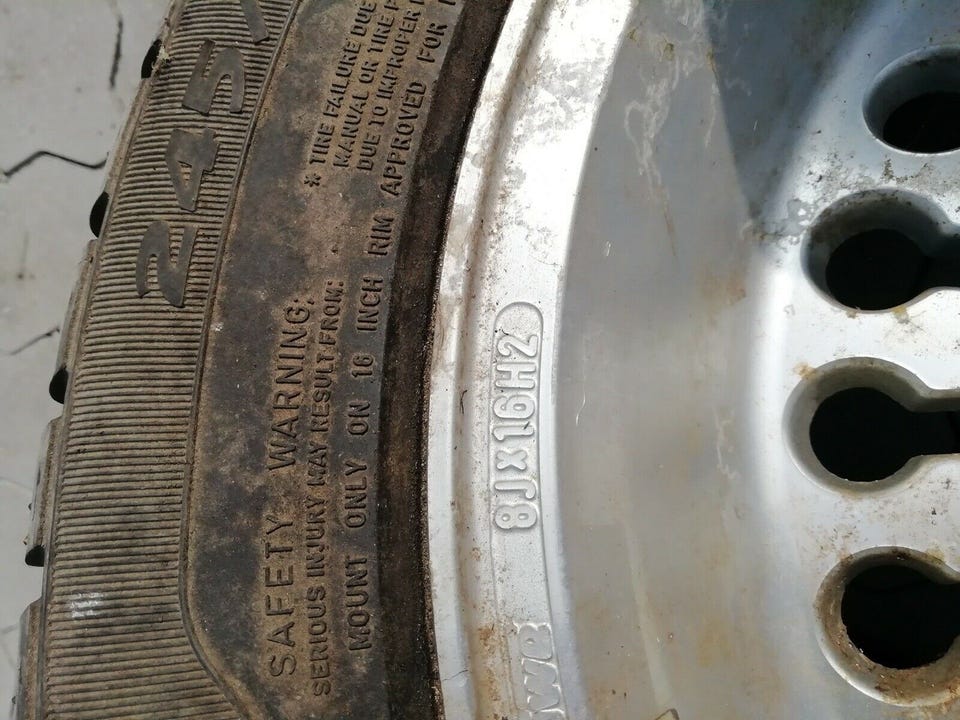 245/
* TIRE FAILURE DUE
MANUAL OR TIRE
DUE TO IMPROPER
SAFETY WARNING:
SERIOUS INJURY MAY RESULT FROM:
MOUNT ONLY ON 16 INCH RIM APPROVED FOR
8Jx16H2